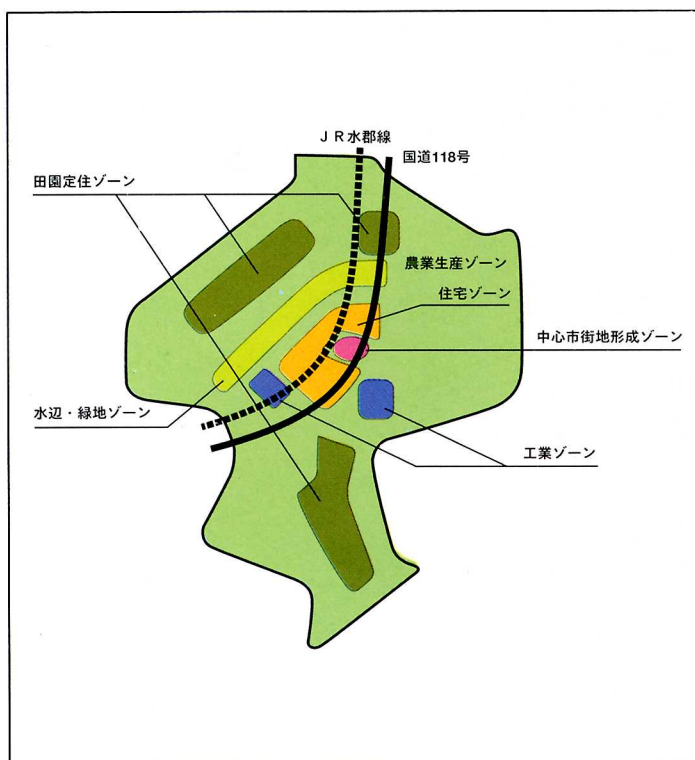 JR水郡線
国道118号
田園定住ゾーン
農業生産ゾーン
住宅ゾーン
中心市街地形成ゾーン
水辺・緑地ゾーン
工業ゾーン